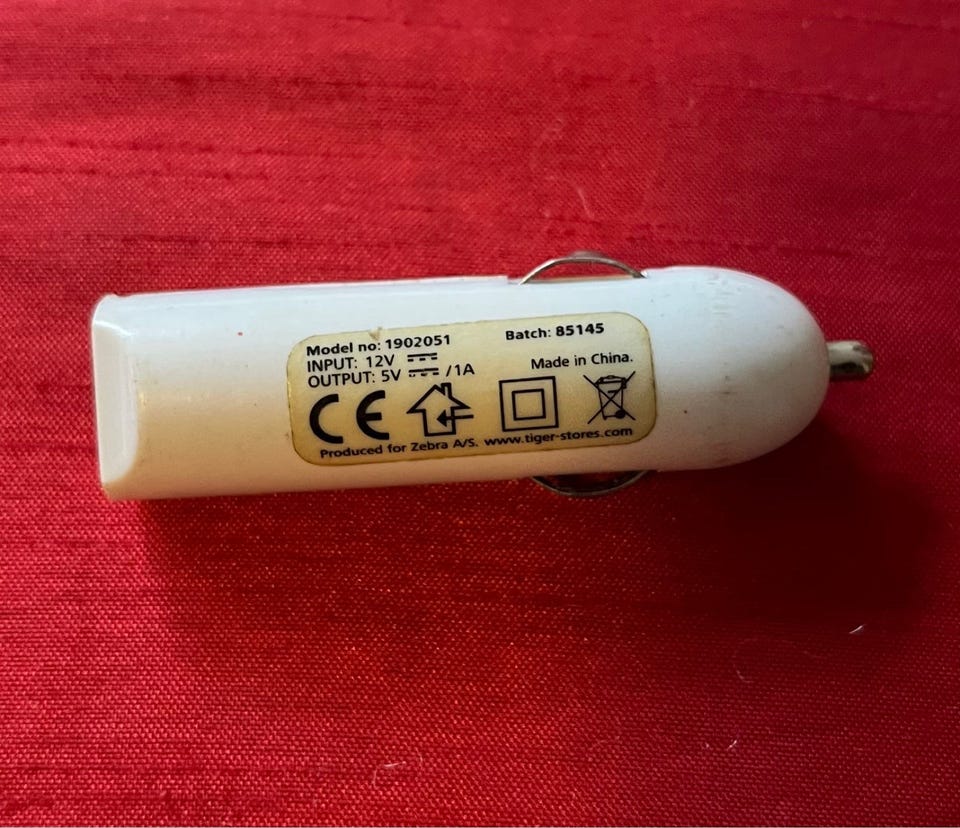 Model no: 1902051 Batch: 85145
INPUT: 12V ⎓
OUTPUT: 5V ⎓ /1A Made in China.
CE
Produced for Zebra A/S. www.tiger-stores.com